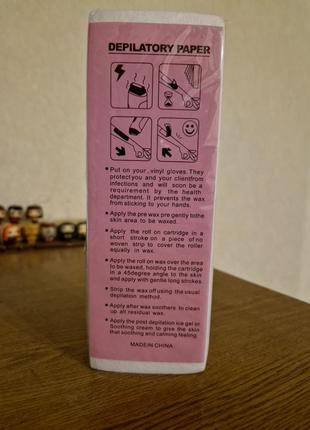 DEPILATORY PAPER
• Put on your, vinyl gloves. They
protect you and your clientfrom
infections and will soon be a
requirement by the health
department. It prevents the wax
from sticking to your hands.
• Apply the pre wax pre gently tothe
skin area to be waxed.
• Apply the roll on cartridge in a
short stroke on a piece of no
woven strip to cover the roller
equally in wax.
• Apply the roll on wax over the area
to be waxed, holding the cartridge
in a 45degree angle to the skin
and apply with gentle long strokes.
• Strip the wax off using the usual
depilation method.
• Apply after wax soothers to clean
up all residual wax.
• Apply the post depilation ice gel or
Soothing cream to give the skin
that soothing and calming feeling.
MADE IN CHINA